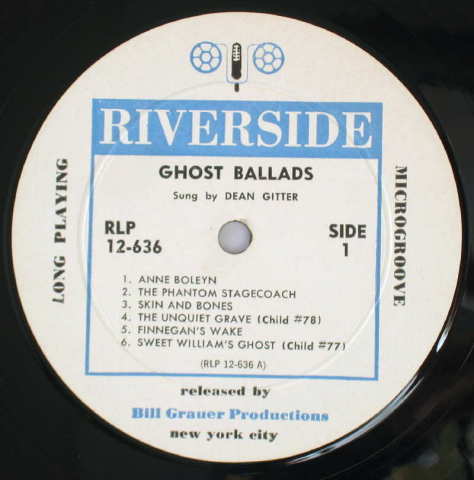 RIVERSIDE
GHOST BALLADS
Sung by DEAN GITTER
LONG PLAYING
MICROGROOVE
RLP
12-636
SIDE
1
1. ANNE BOLEYN
2. THE PHANTOM STAGECOACH
3. SKIN AND BONES
4. THE UNQUIET GRAVE (Child #78)
5. FINNEGAN'S WAKE
6. SWEET WILLIAM'S GHOST (Child #77)
(RLP 12-636 A)
released by
Bill Grauer Productions
new york city